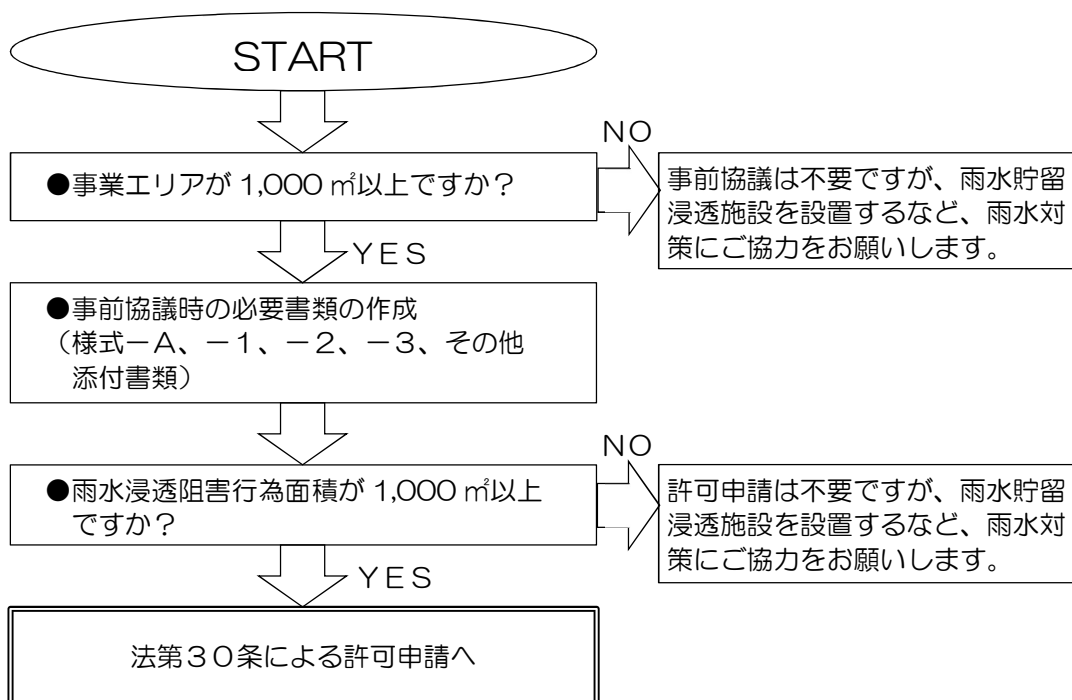 START
NO
●事業エリアが 1,000 ㎡以上ですか？
事前協議は不要ですが、雨水貯留
浸透施設を設置するなど、雨水対
策にご協力をお願いします。
YES
●事前協議時の必要書類の作成
（様式－A、－１、－２、－３、その他
添付書類）
NO
●雨水浸透阻害行為面積が 1,000 ㎡以上
ですか？
許可申請は不要ですが、雨水貯留
浸透施設を設置するなど、雨水対
策にご協力をお願いします。
YES
法第３０条による許可申請へ